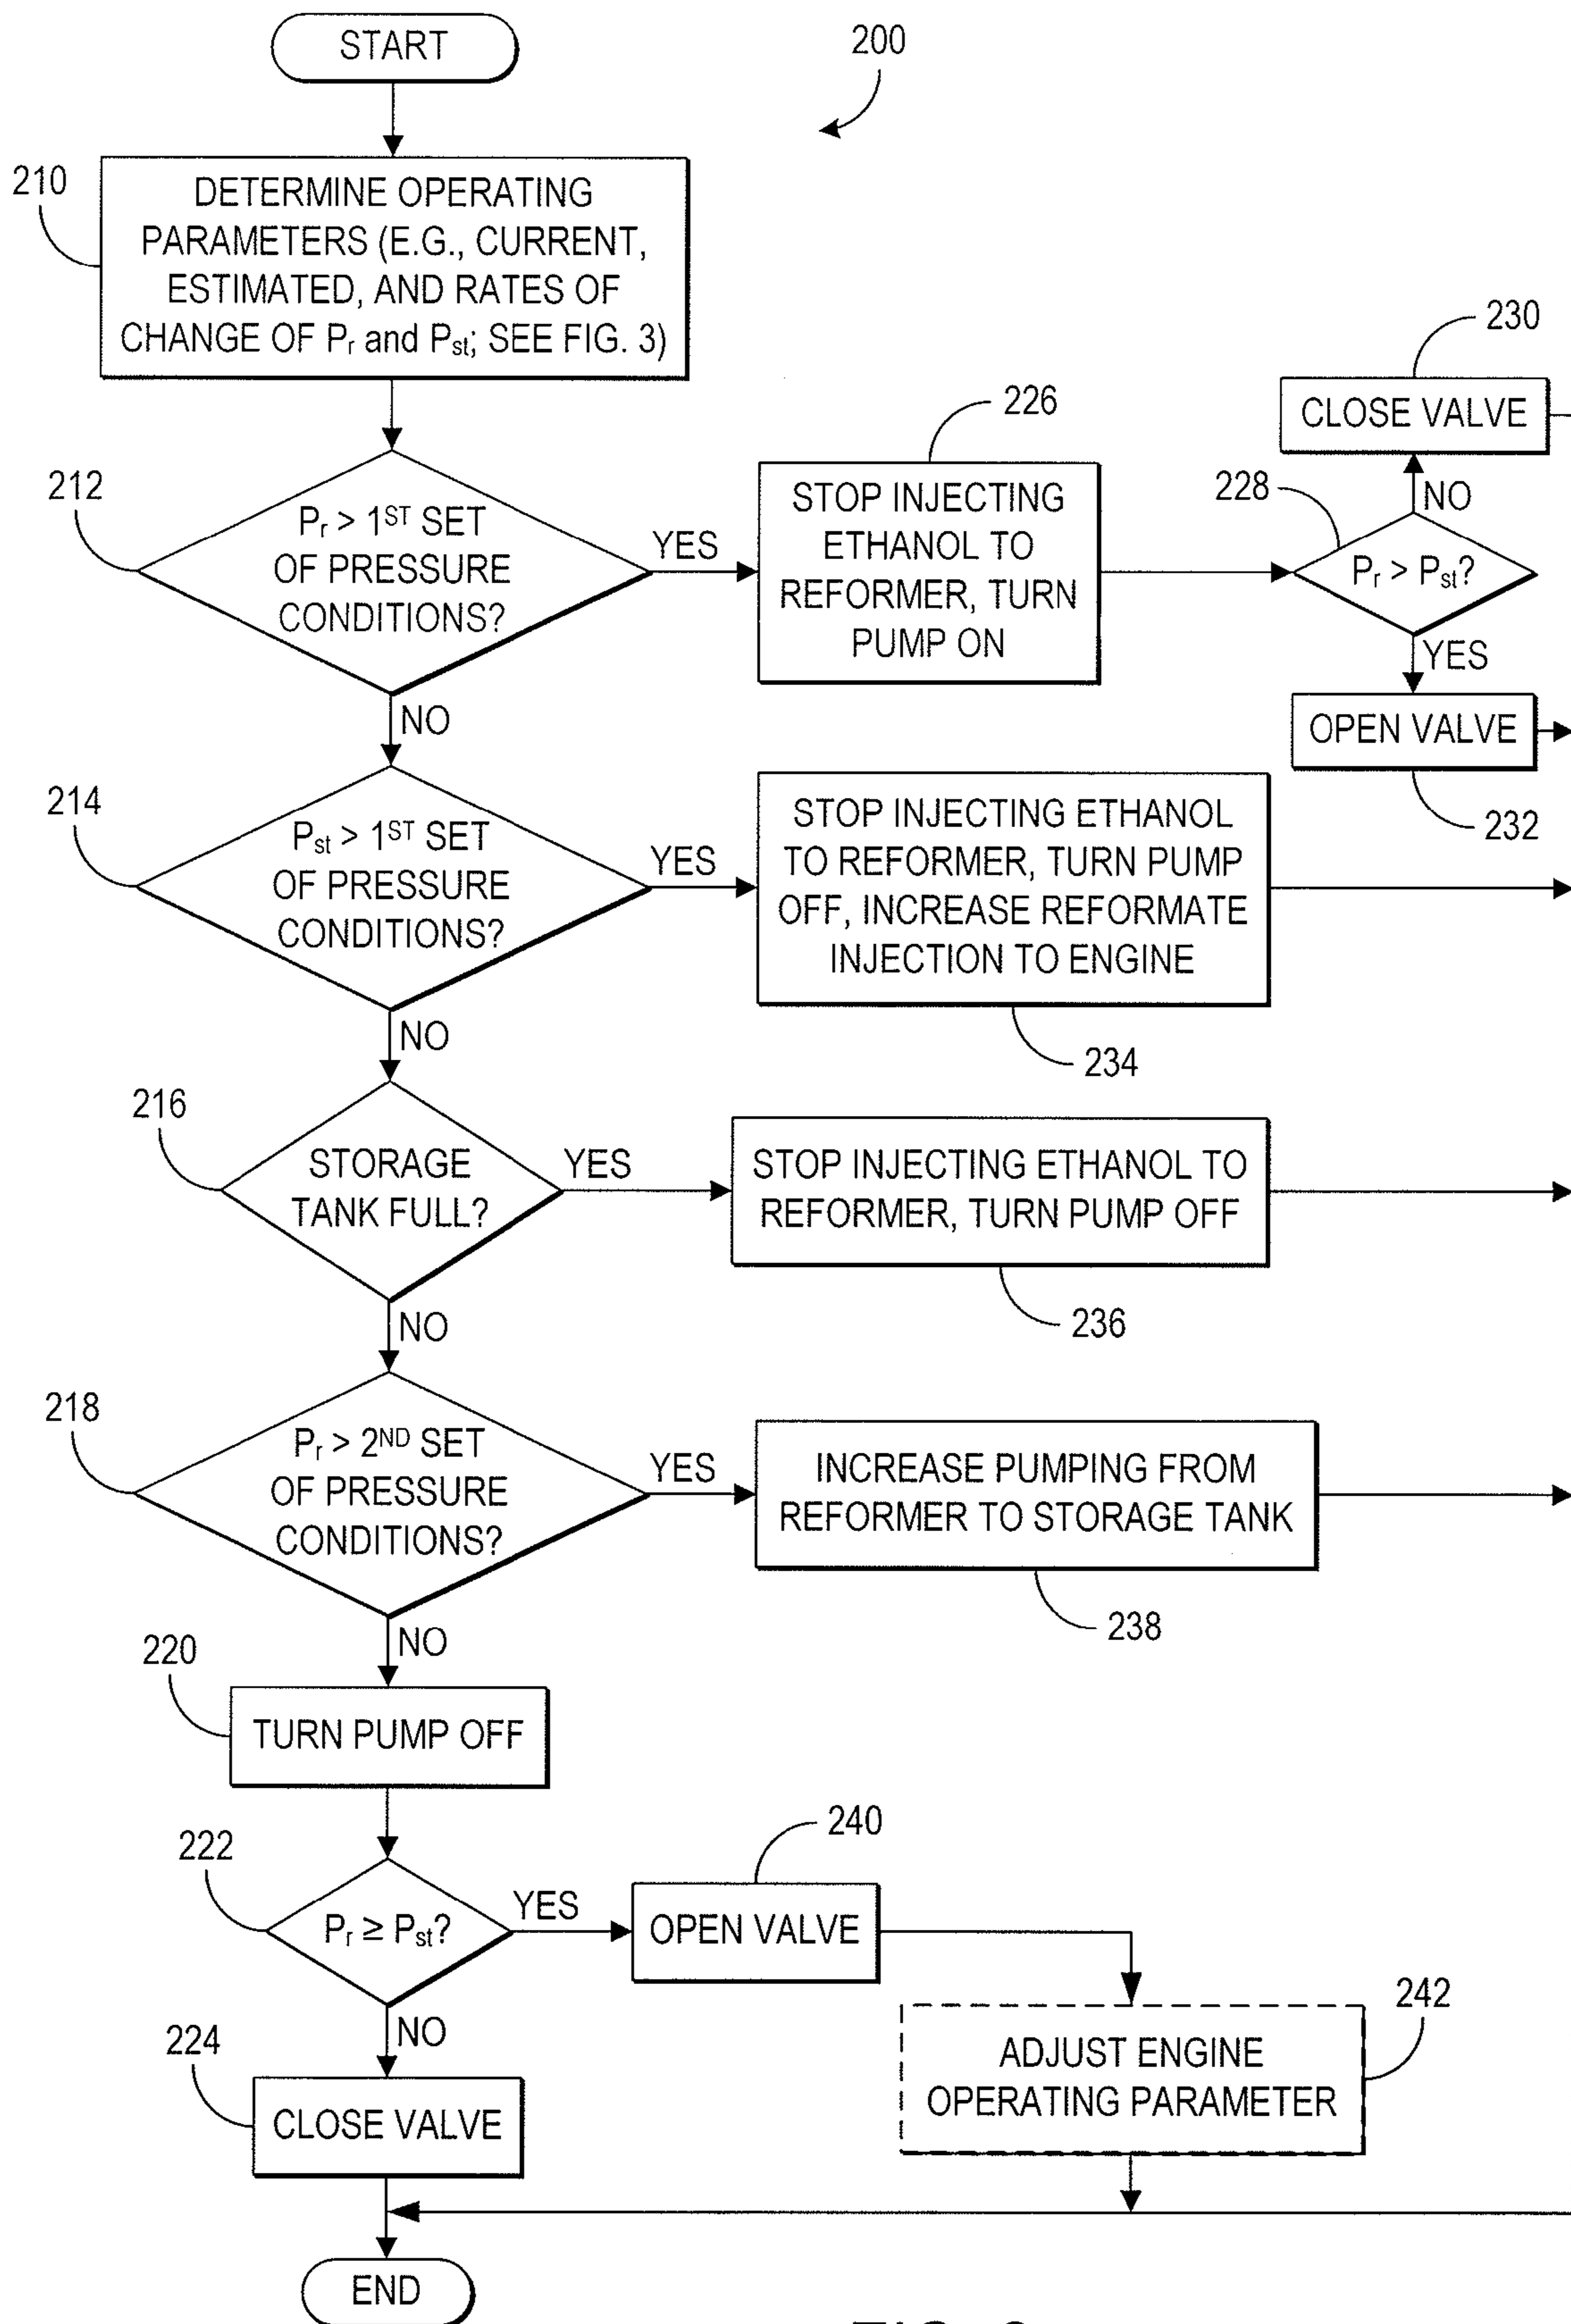 START
200
210
DETERMINE OPERATING
PARAMETERS (E.G., CURRENT,
ESTIMATED, AND RATES OF
CHANGE OF Pr and Pst; SEE FIG. 3)
212
Pr > 1ST SET
OF PRESSURE
CONDITIONS?
YES
NO
226
STOP INJECTING
ETHANOL TO
REFORMER, TURN
PUMP ON
230
CLOSE VALVE
228
NO
Pr > Pst?
YES
OPEN VALVE
232
214
Pst > 1ST SET
OF PRESSURE
CONDITIONS?
YES
NO
STOP INJECTING ETHANOL
TO REFORMER, TURN PUMP
OFF, INCREASE REFORMATE
INJECTION TO ENGINE
234
216
STORAGE
TANK FULL?
YES
NO
STOP INJECTING ETHANOL TO
REFORMER, TURN PUMP OFF
236
218
Pr > 2ND SET
OF PRESSURE
CONDITIONS?
YES
NO
INCREASE PUMPING FROM
REFORMER TO STORAGE TANK
238
220
TURN PUMP OFF
222
Pr ≥ Pst?
YES
NO
240
OPEN VALVE
242
ADJUST ENGINE
OPERATING PARAMETER
224
CLOSE VALVE
END